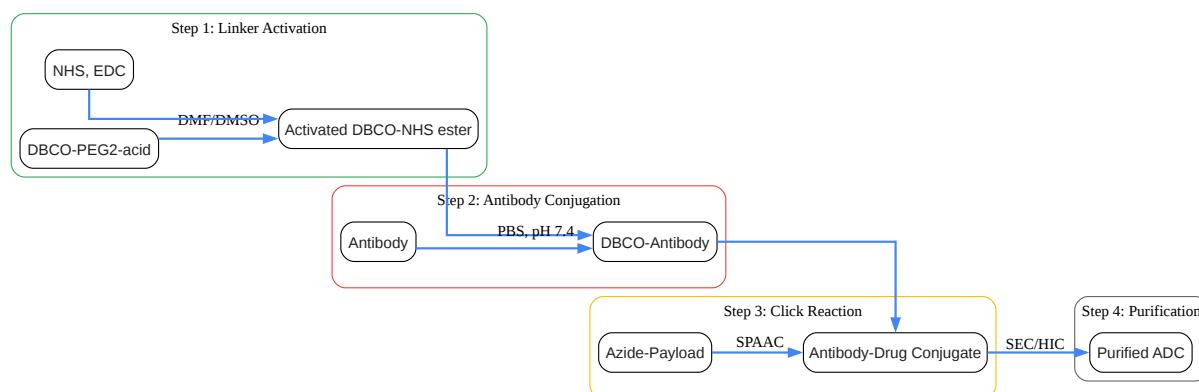 Step 1: Linker Activation
NHS, EDC
DMF/DMSO
Activated DBCO-NHS ester
DBCO-PEG2-acid
Step 2: Antibody Conjugation
PBS, pH 7.4
Antibody
DBCO-Antibody
Step 3: Click Reaction
Azide-Payload
SPAAC
Antibody-Drug Conjugate
SEC/HIC
Step 4: Purification
Purified ADC